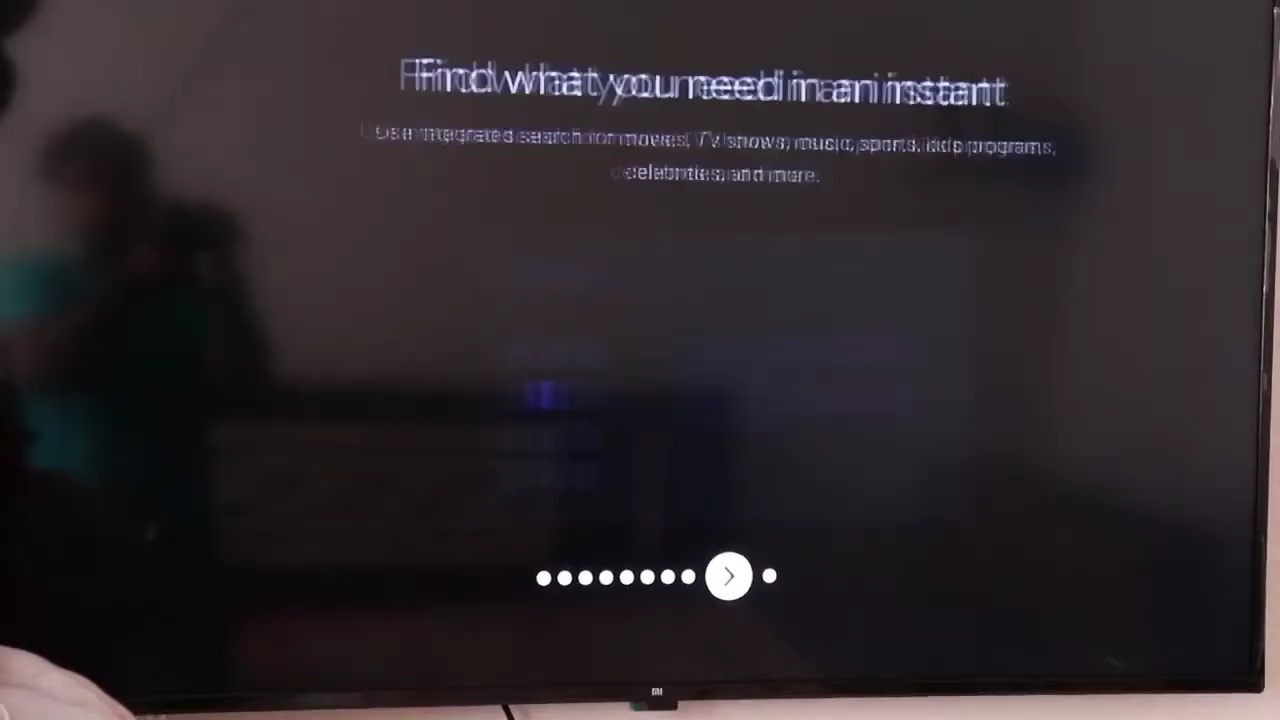 Find what you need in an instant
Use integrated search for movies, TV shows, music, sports, kids programs,
celebrities, and more.
mi